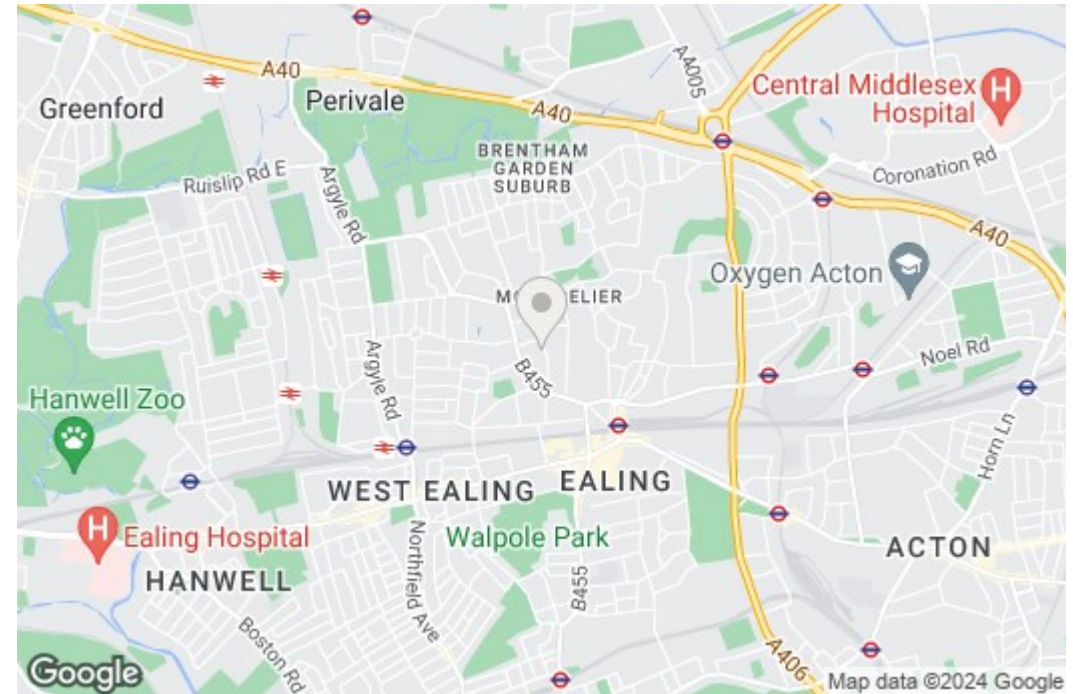 A40
Greenford
Perivale
A40
A4005
Central Middlesex
Hospital
H
BRENTHAM
GARDEN
SUBURB
Ruislip Rd E
Argyle Rd
Coronation Rd
A40
Oxygen Acton
Argyle Rd
B455
Noel Rd
Hanwell Zoo
Horn Ln
WEST EALING
EALING
H
Ealing Hospital
Walpole Park
ACTON
HANWELL
Northfield Ave
B455
Boston Rd
A406
Google
Map data ©2024 Google